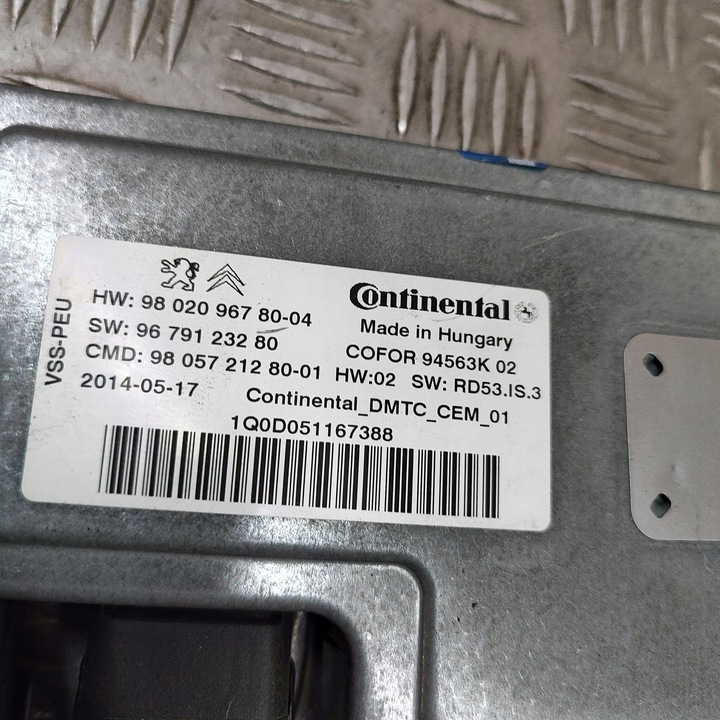 VSS-PEU
HW: 98 020 967 80-04
SW: 96 791 232 80
CMD: 98 057 212 80-01
2014-05-17
Continental
Made in Hungary
COFOR 94563K 02
HW:02 SW: RD53.IS.3
Continental_DMTC_CEM_01
1Q0D051167388